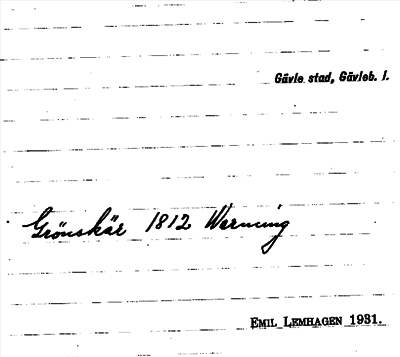 Gävle stad, Gävleb. l.
Grönskär 1812 Werning
EMIL LEMHAGEN 1931.